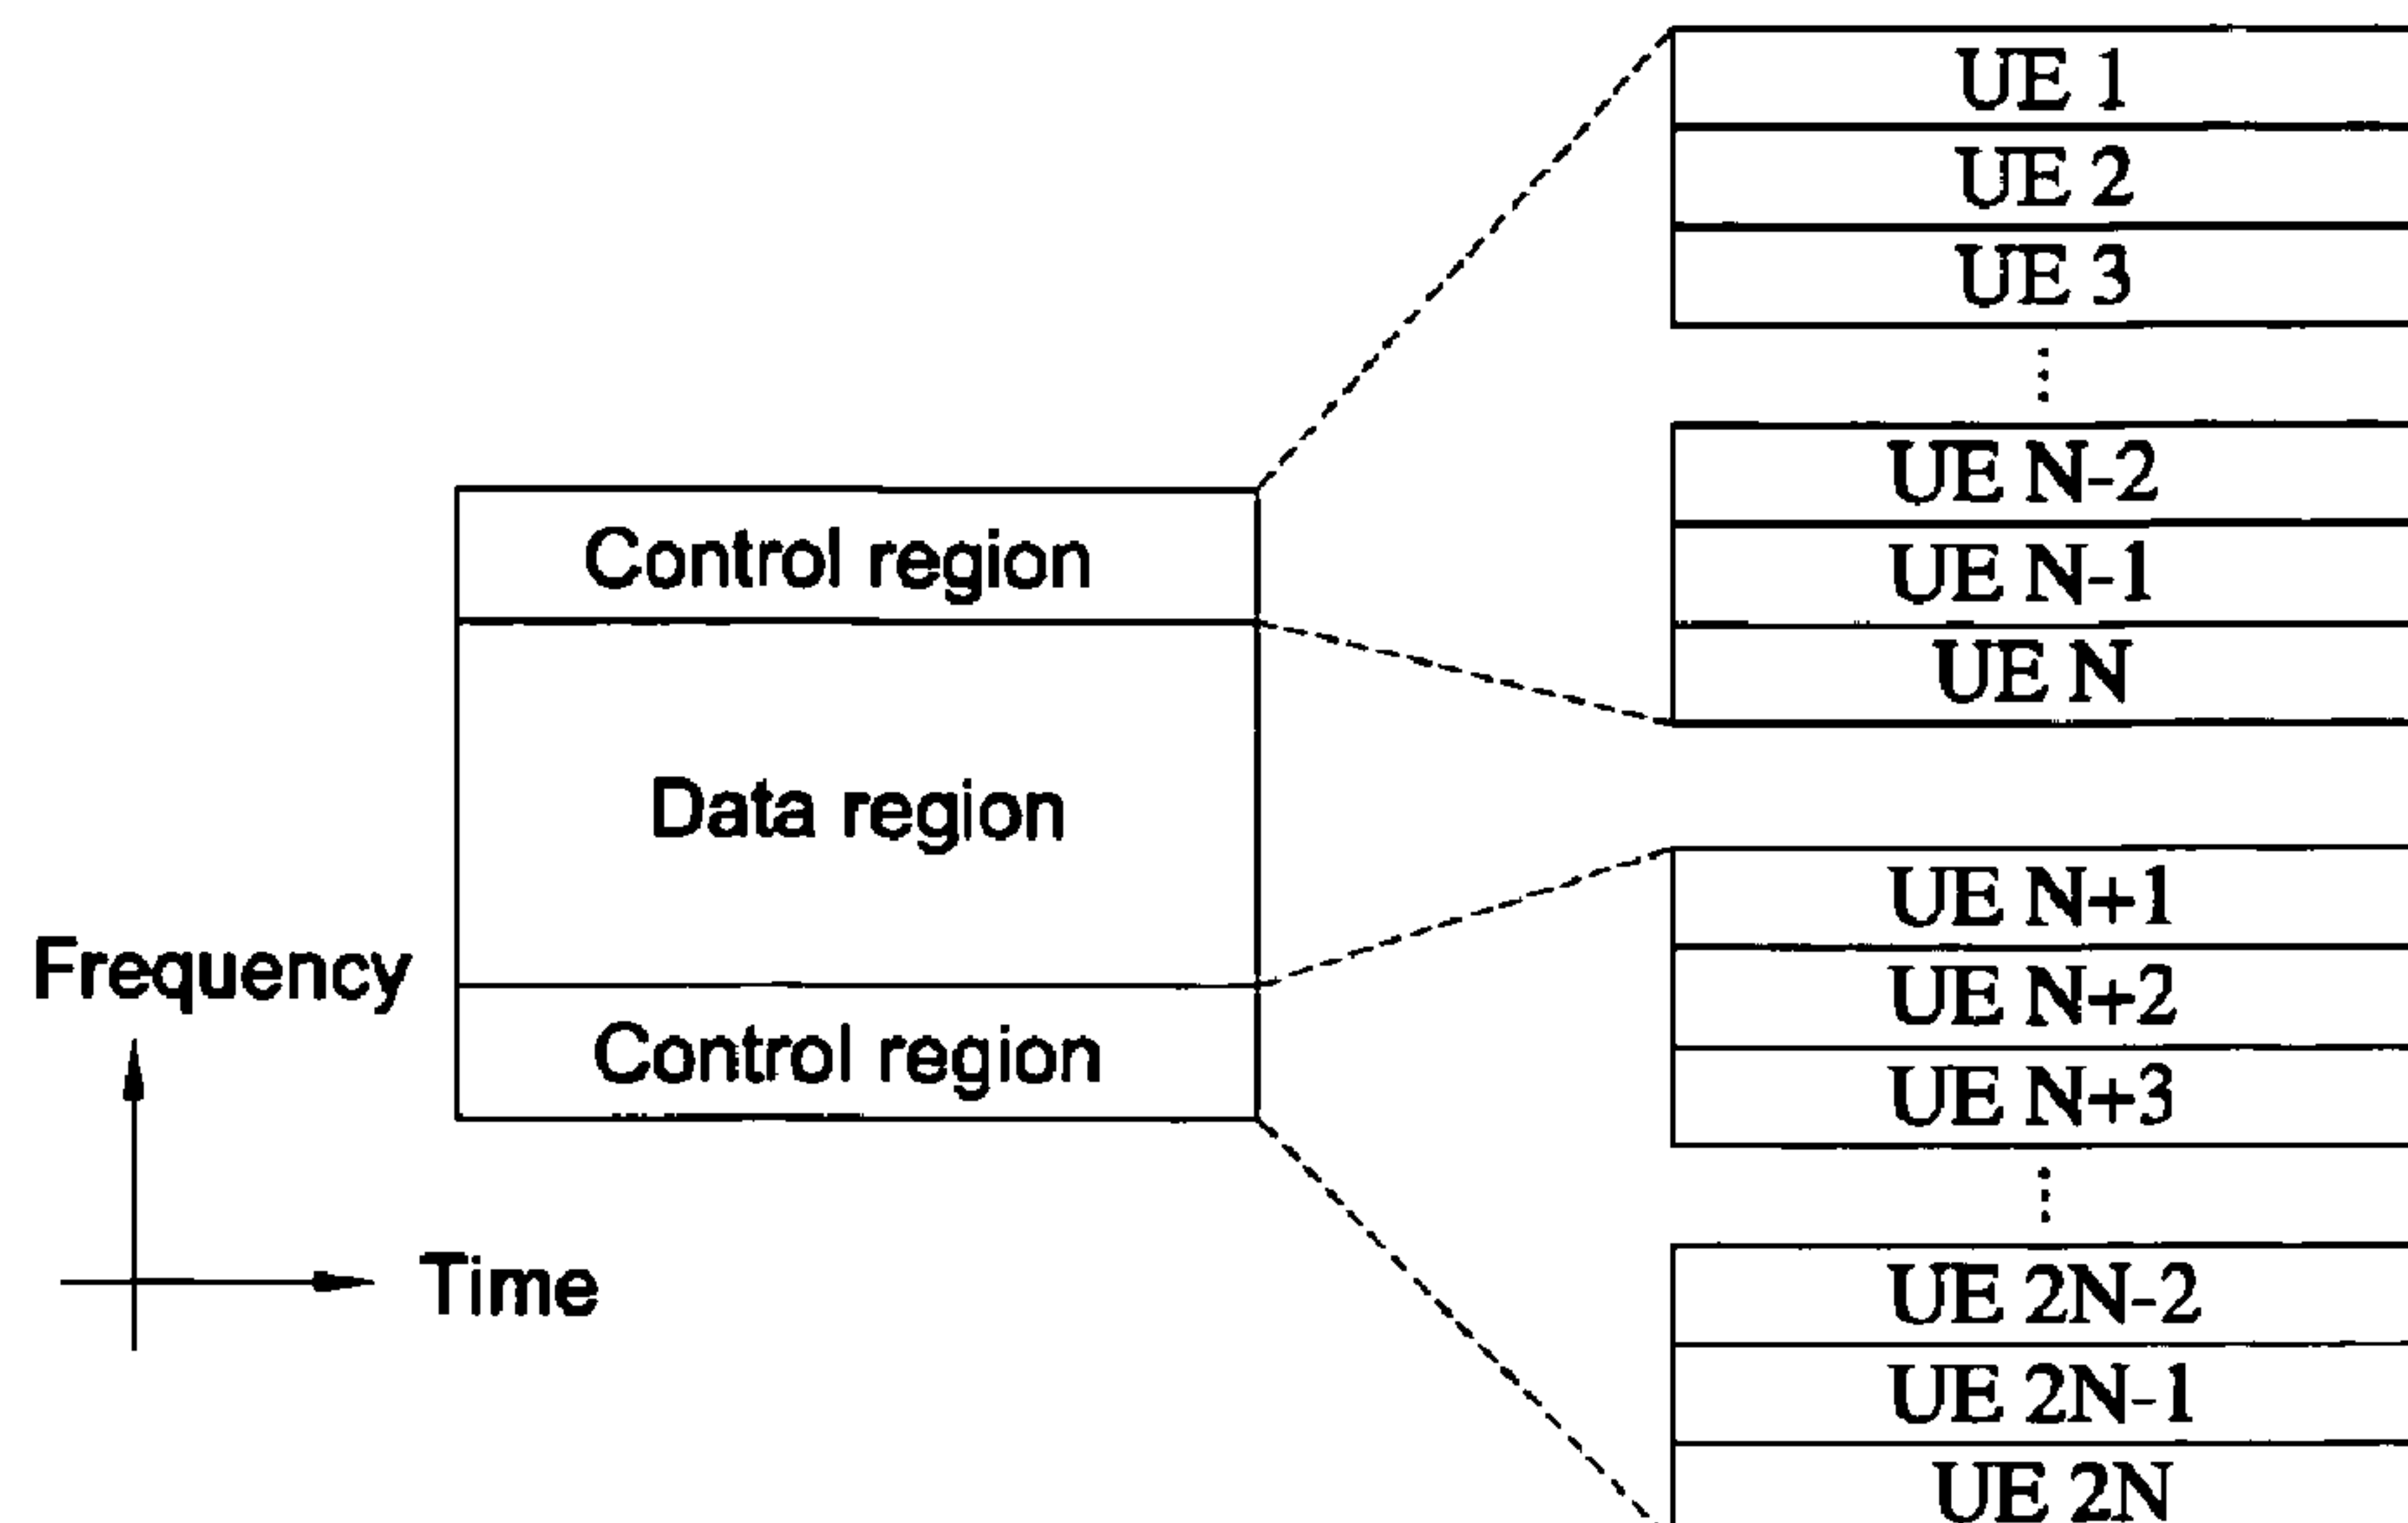 UE 1
UE 2
UE 3
UE N-2
UE N-1
UE N
Control region
Data region
Control region
UE N+1
UE N+2
UE N+3
UE 2N-2
UE 2N-1
UE 2N
Frequency
Time